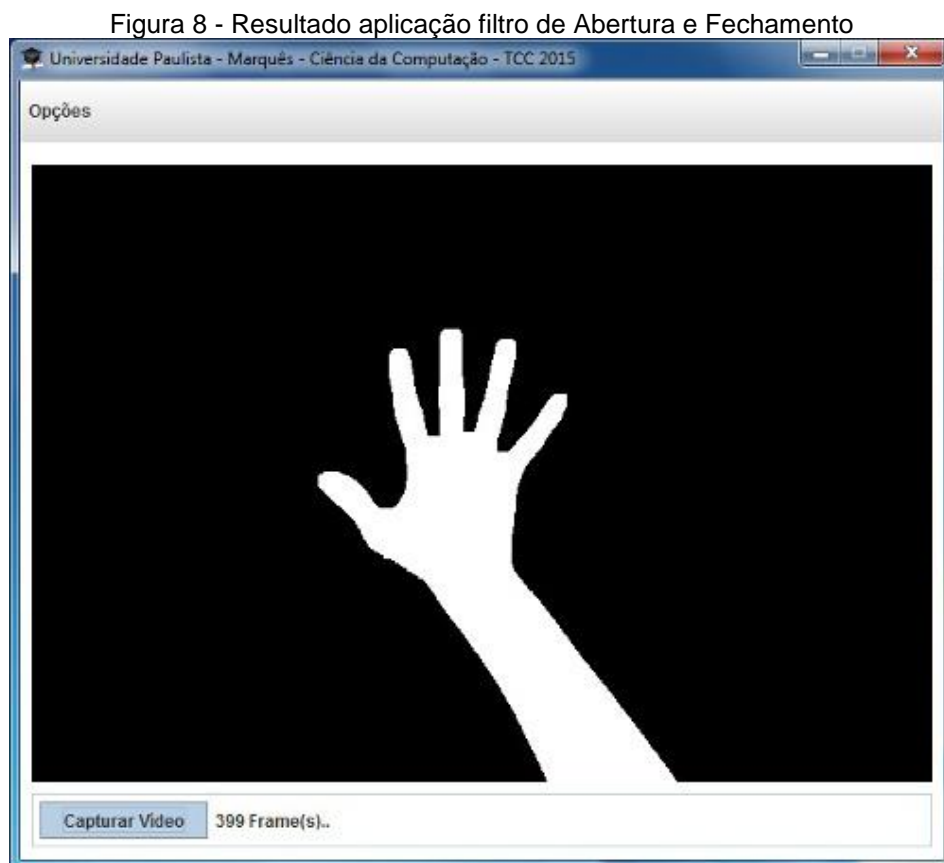 Figura 8 - Resultado aplicação filtro de Abertura e Fechamento
Universidade Paulista - Marquês - Ciência da Computação - TCC 2015
Opções
Capturar Video 399 Frame(s)..